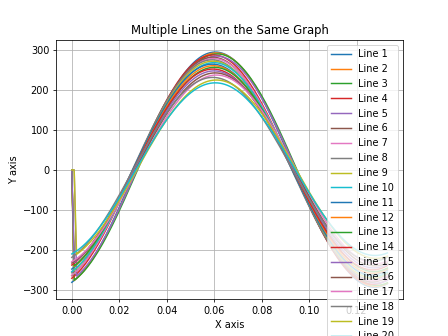 Multiple Lines on the Same Graph
Y axis
300
200
100
0
−100
−200
−300
0.00
0.02
0.04
0.06
0.08
0.10
X axis
Line 1
Line 2
Line 3
Line 4
Line 5
Line 6
Line 7
Line 8
Line 9
Line 10
Line 11
Line 12
Line 13
Line 14
Line 15
Line 16
Line 17
Line 18
Line 19
Line 20